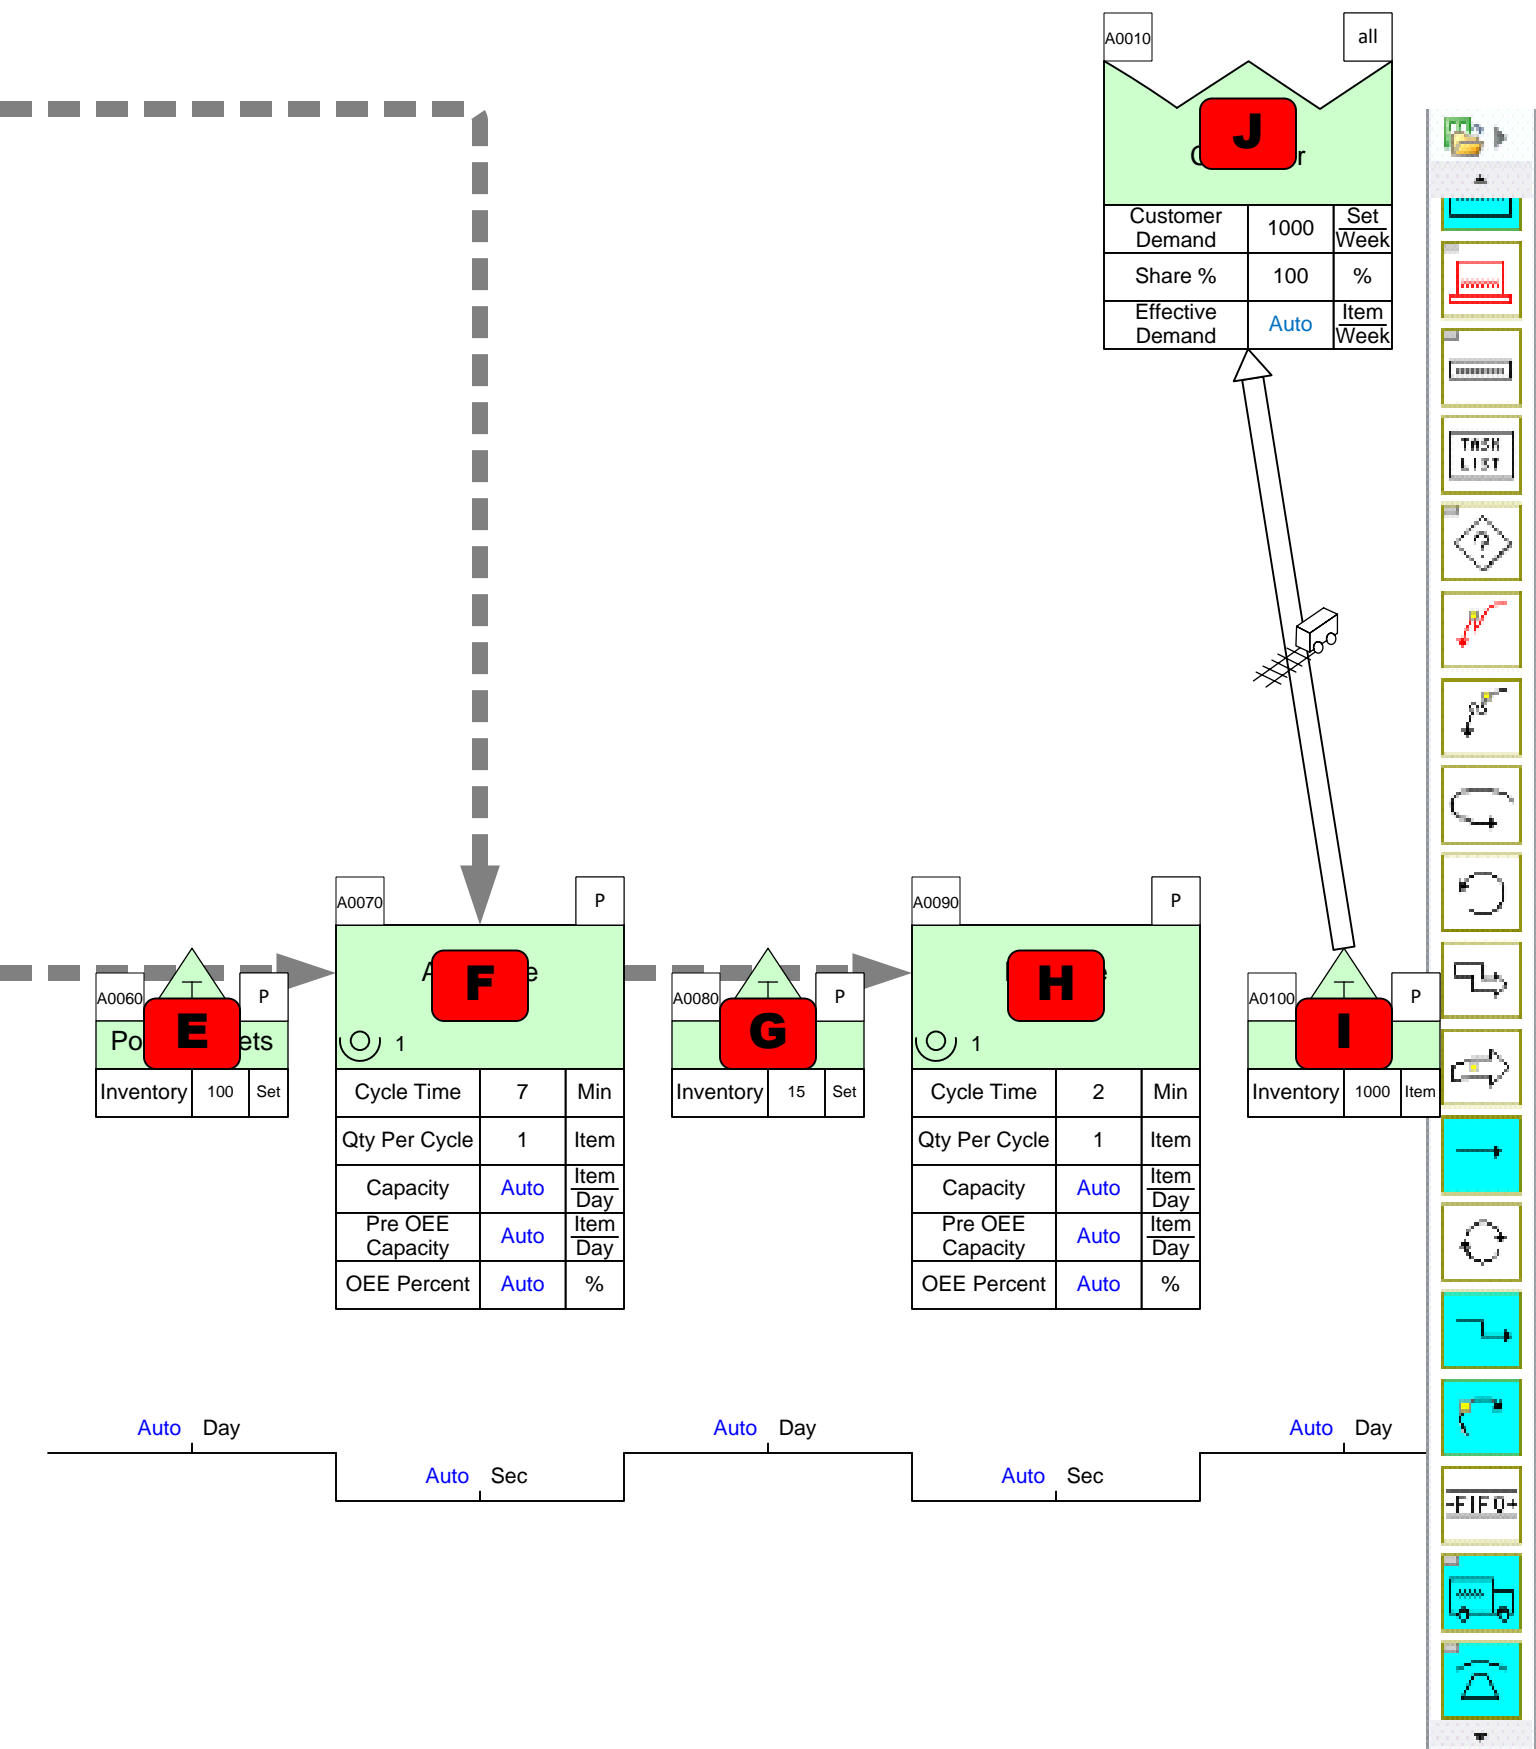 A0010
all
J
Customer Demand 1000 Set Week
Share % 100 %
Effective Demand Auto Item Week
TASK
LIST
?
A0070
P
A0090
P
F
H
A0060
P
A0080
P
A0100
P
E
G
I
1
1
Inventory 100 Set
Cycle Time 7 Min
Inventory 15 Set
Cycle Time 2 Min
Inventory 1000 Item
Qty Per Cycle 1 Item
Qty Per Cycle 1 Item
Capacity Auto Item Day
Capacity Auto Item Day
Pre OEE Capacity Auto Item Day
Pre OEE Capacity Auto Item Day
OEE Percent Auto %
OEE Percent Auto %
Auto Day
Auto Day
Auto Day
Auto Sec
Auto Sec
-FIFO+